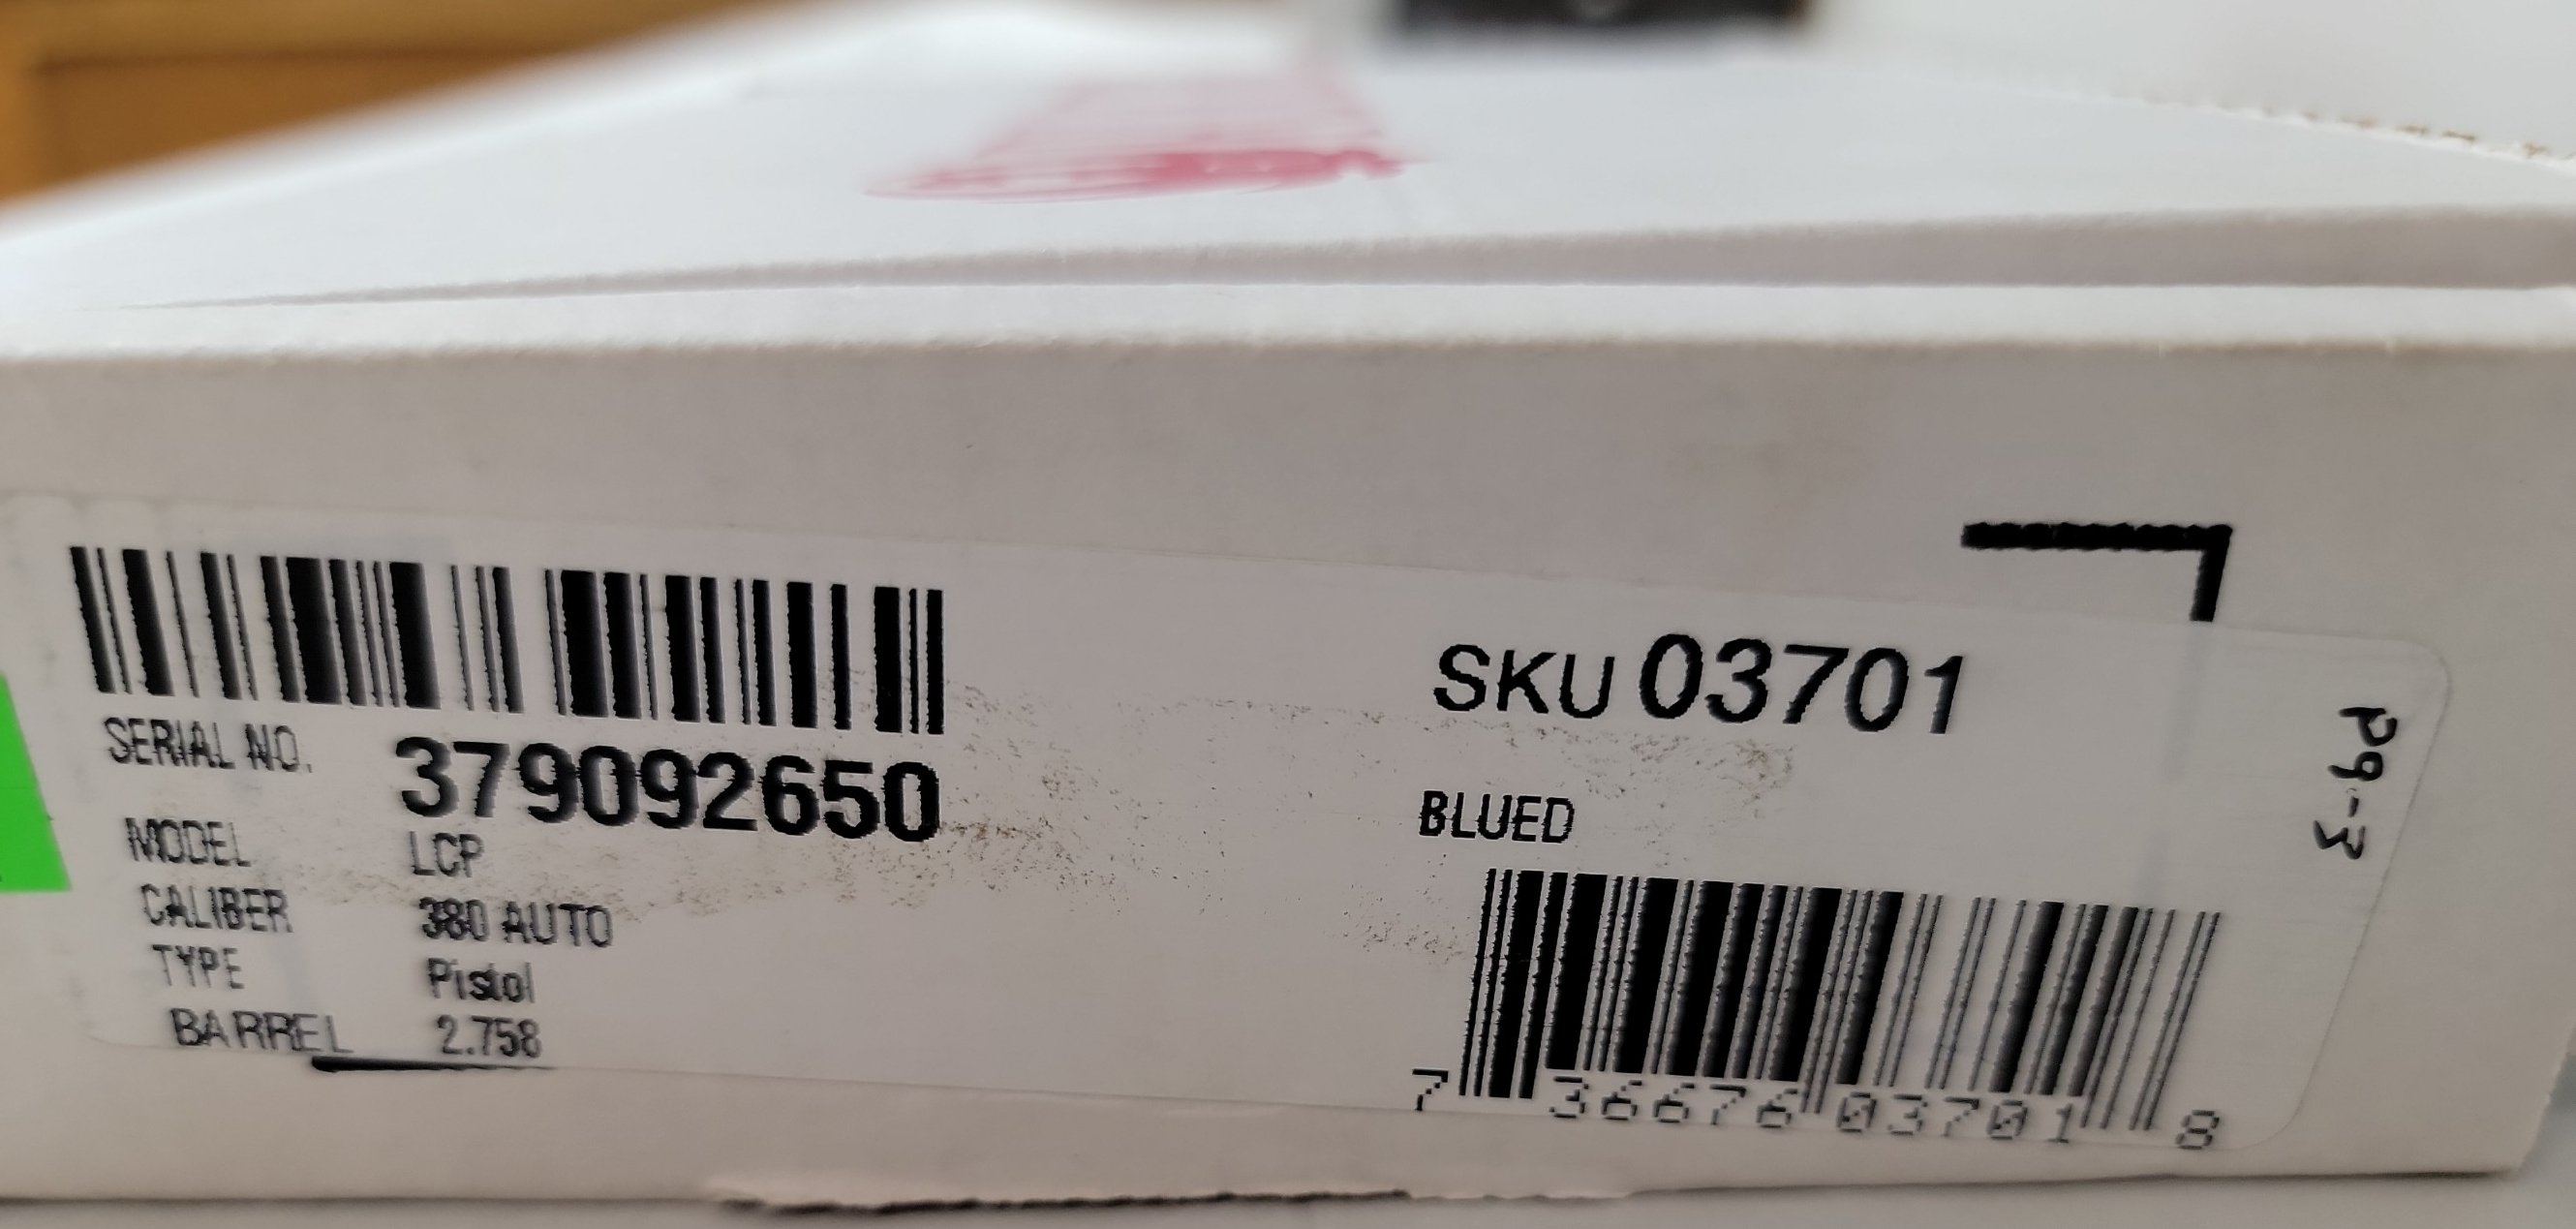 SERIAL NO. 379092650
MODEL LCP
CALIBER 380 AUTO
TYPE Pistol
BARREL 2.758
SKU 03701
BLUED
7 36676 03701 8
pg-3